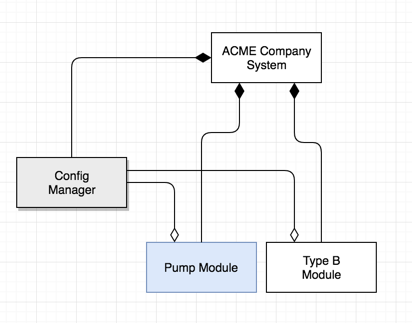 ACME Company
System
Config
Manager
Pump Module
Type B
Module